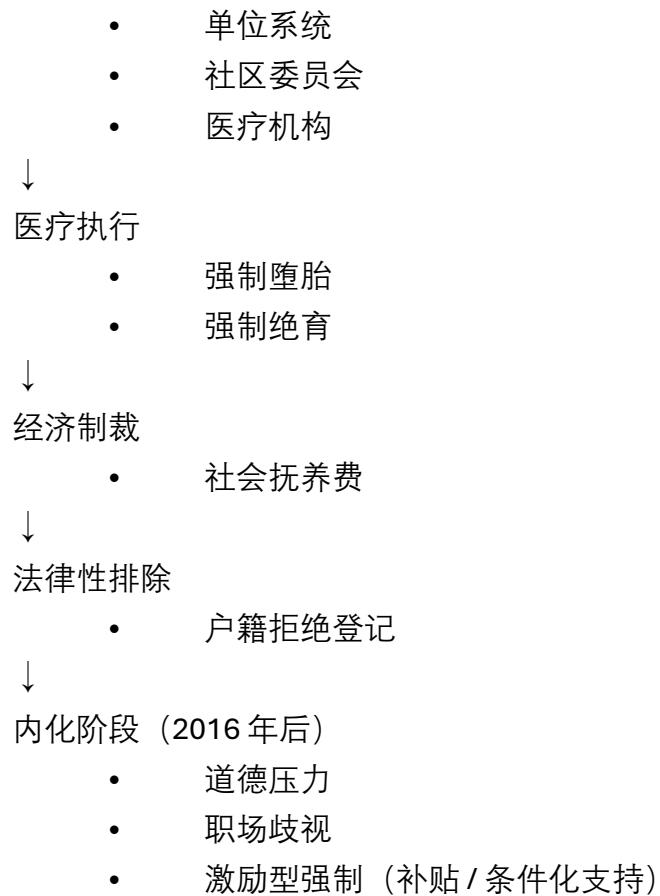 • 单位系统
• 社区委员会
• 医疗机构
↓
医疗执行
• 强制堕胎
• 强制绝育
↓
经济制裁
• 社会抚养费
↓
法律性排除
• 户籍拒绝登记
↓
内化阶段（2016 年后）
• 道德压力
• 职场歧视
• 激励型强制（补贴 / 条件化支持）